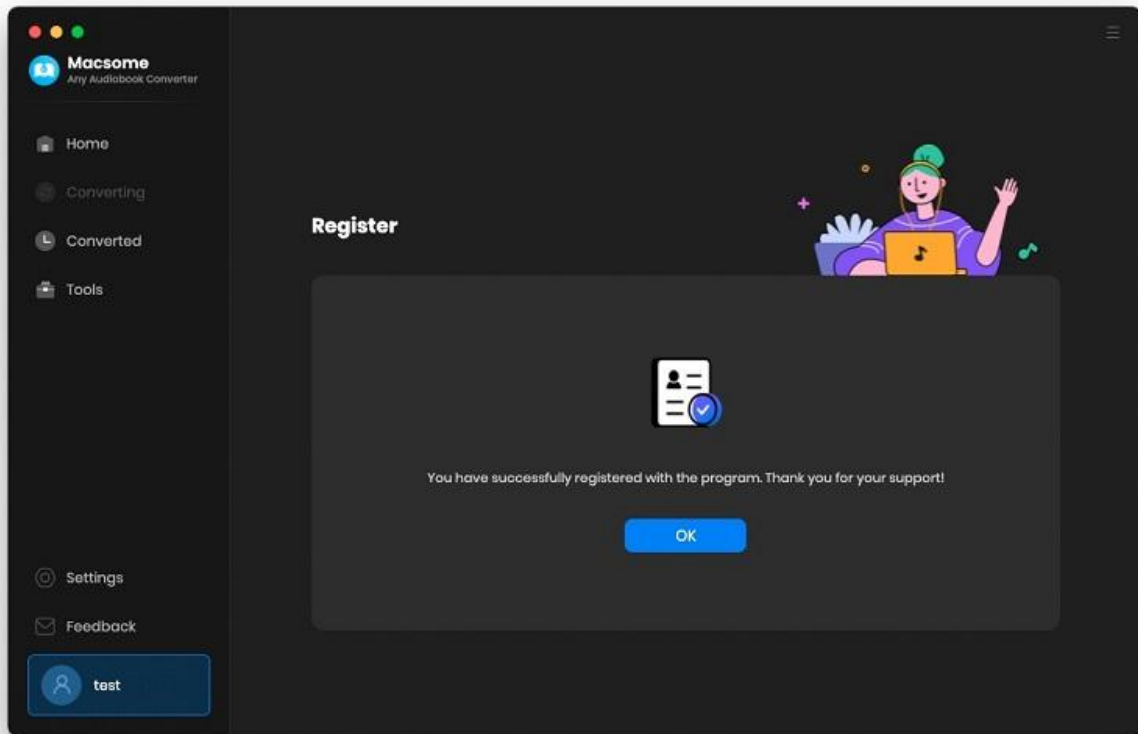 Macsome
Any Audiobook Converter
Home
Converting
Converted
Tools
Settings
Feedback
test
Register
You have successfully registered with the program. Thank you for your support!
OK